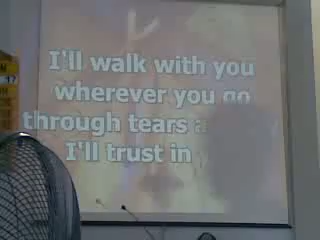 I'll walk with you
wherever you go
through tears
I'll trust in